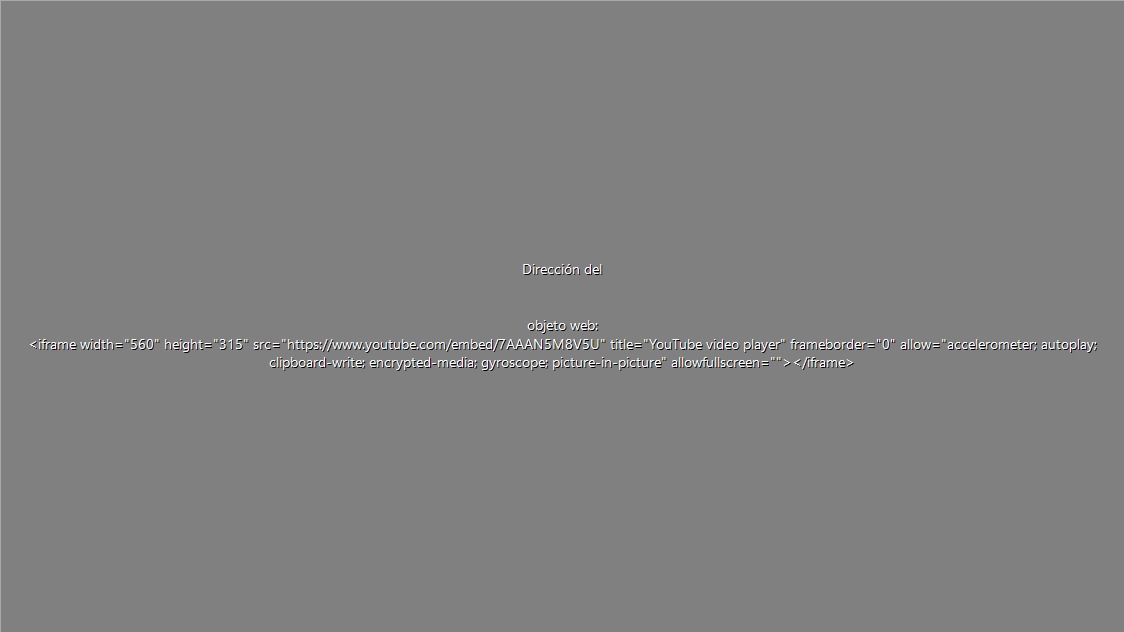 Dirección del
objeto web:
<iframe width="560" height="315" src="https://www.youtube.com/embed/7AAAN5M8V5U" title="YouTube video player" frameborder="0" allow="accelerometer; autoplay;
clipboard-write; encrypted-media; gyroscope; picture-in-picture" allowfullscreen=""></iframe>